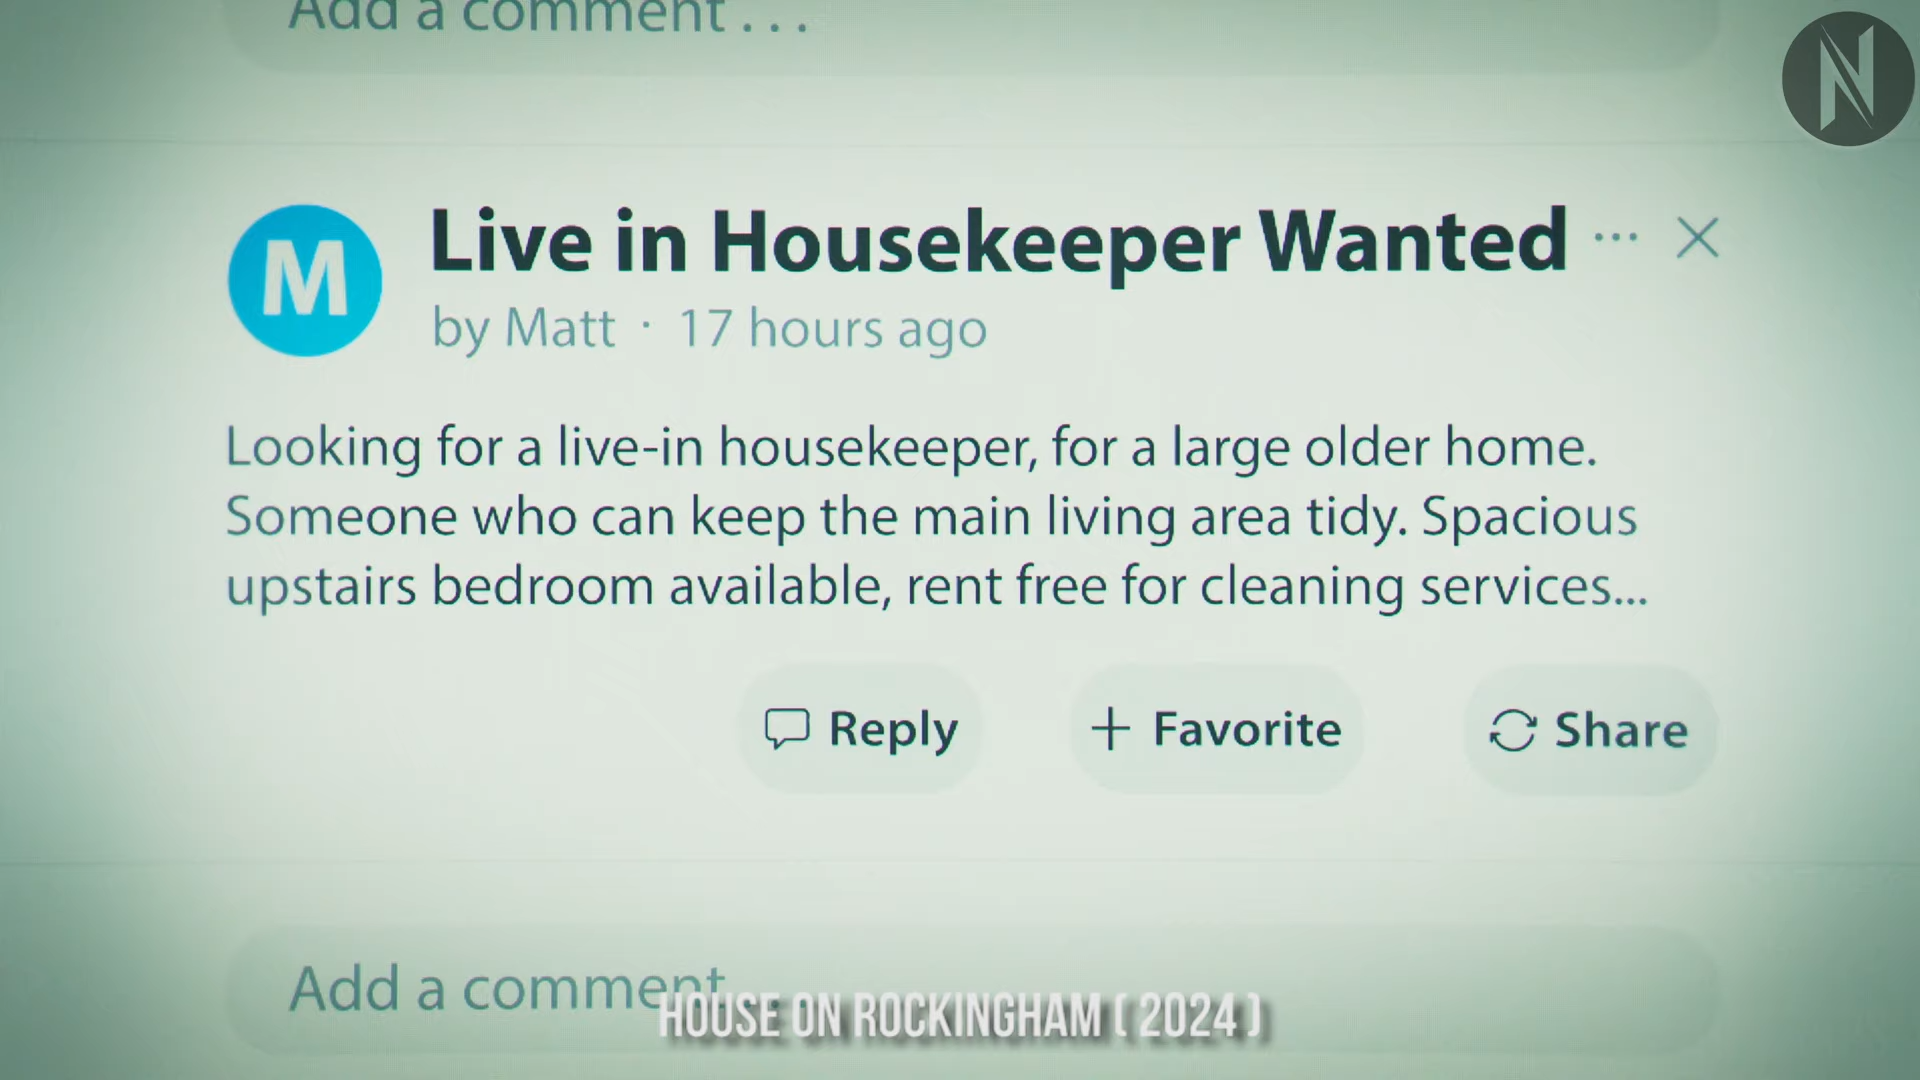 Add a comment . . .
N
M
Live in Housekeeper Wanted ...
by Matt · 17 hours ago
Looking for a live-in housekeeper, for a large older home.
Someone who can keep the main living area tidy. Spacious
upstairs bedroom available, rent free for cleaning services...
Reply
Favorite
Share
Add a comment
HOUSE ON ROCKINGHAM ( 2024 )